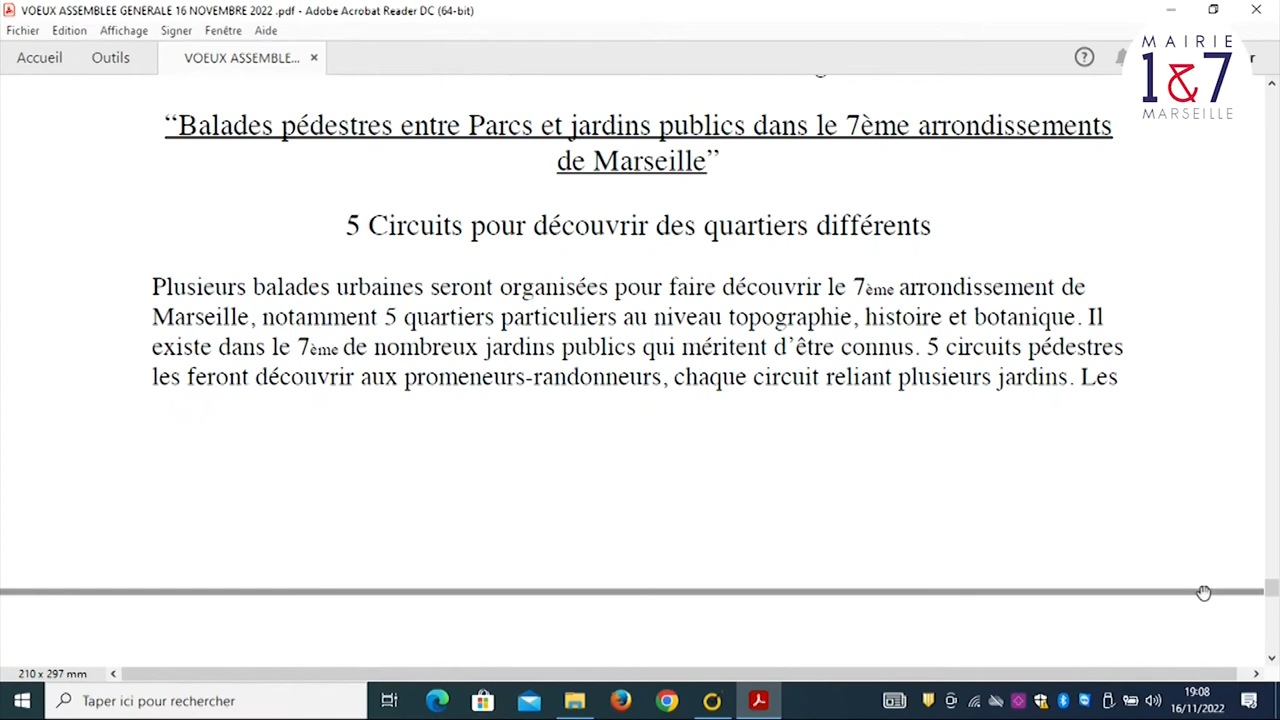 VOEUX ASSEMBLEE GENERALE 16 NOVEMBRE 2022 .pdf - Adobe Acrobat Reader DC (64-bit)
Fichier Edition Affichage Signer Fenêtre Aide
Accueil Outils VOEUX ASSEMBLE... ×
MAIRIE
1&7
MARSEILLE
“Balades pédestres entre Parcs et jardins publics dans le 7ème arrondissements
de Marseille”
5 Circuits pour découvrir des quartiers différents
Plusieurs balades urbaines seront organisées pour faire découvrir le 7ème arrondissement de
Marseille, notamment 5 quartiers particuliers au niveau topographie, histoire et botanique. Il
existe dans le 7ème de nombreux jardins publics qui méritent d’être connus. 5 circuits pédestres
les feront découvrir aux promeneurs-randonneurs, chaque circuit reliant plusieurs jardins. Les
210 x 297 mm
Taper ici pour rechercher
19:08
16/11/2022